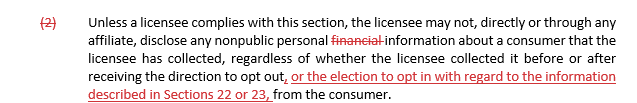 (2) Unless a licensee complies with this section, the licensee may not, directly or through any
affiliate, disclose any nonpublic personal financial information about a consumer that the
licensee has collected, regardless of whether the licensee collected it before or after
receiving the direction to opt out, or the election to opt in with regard to the information
described in Sections 22 or 23, from the consumer.